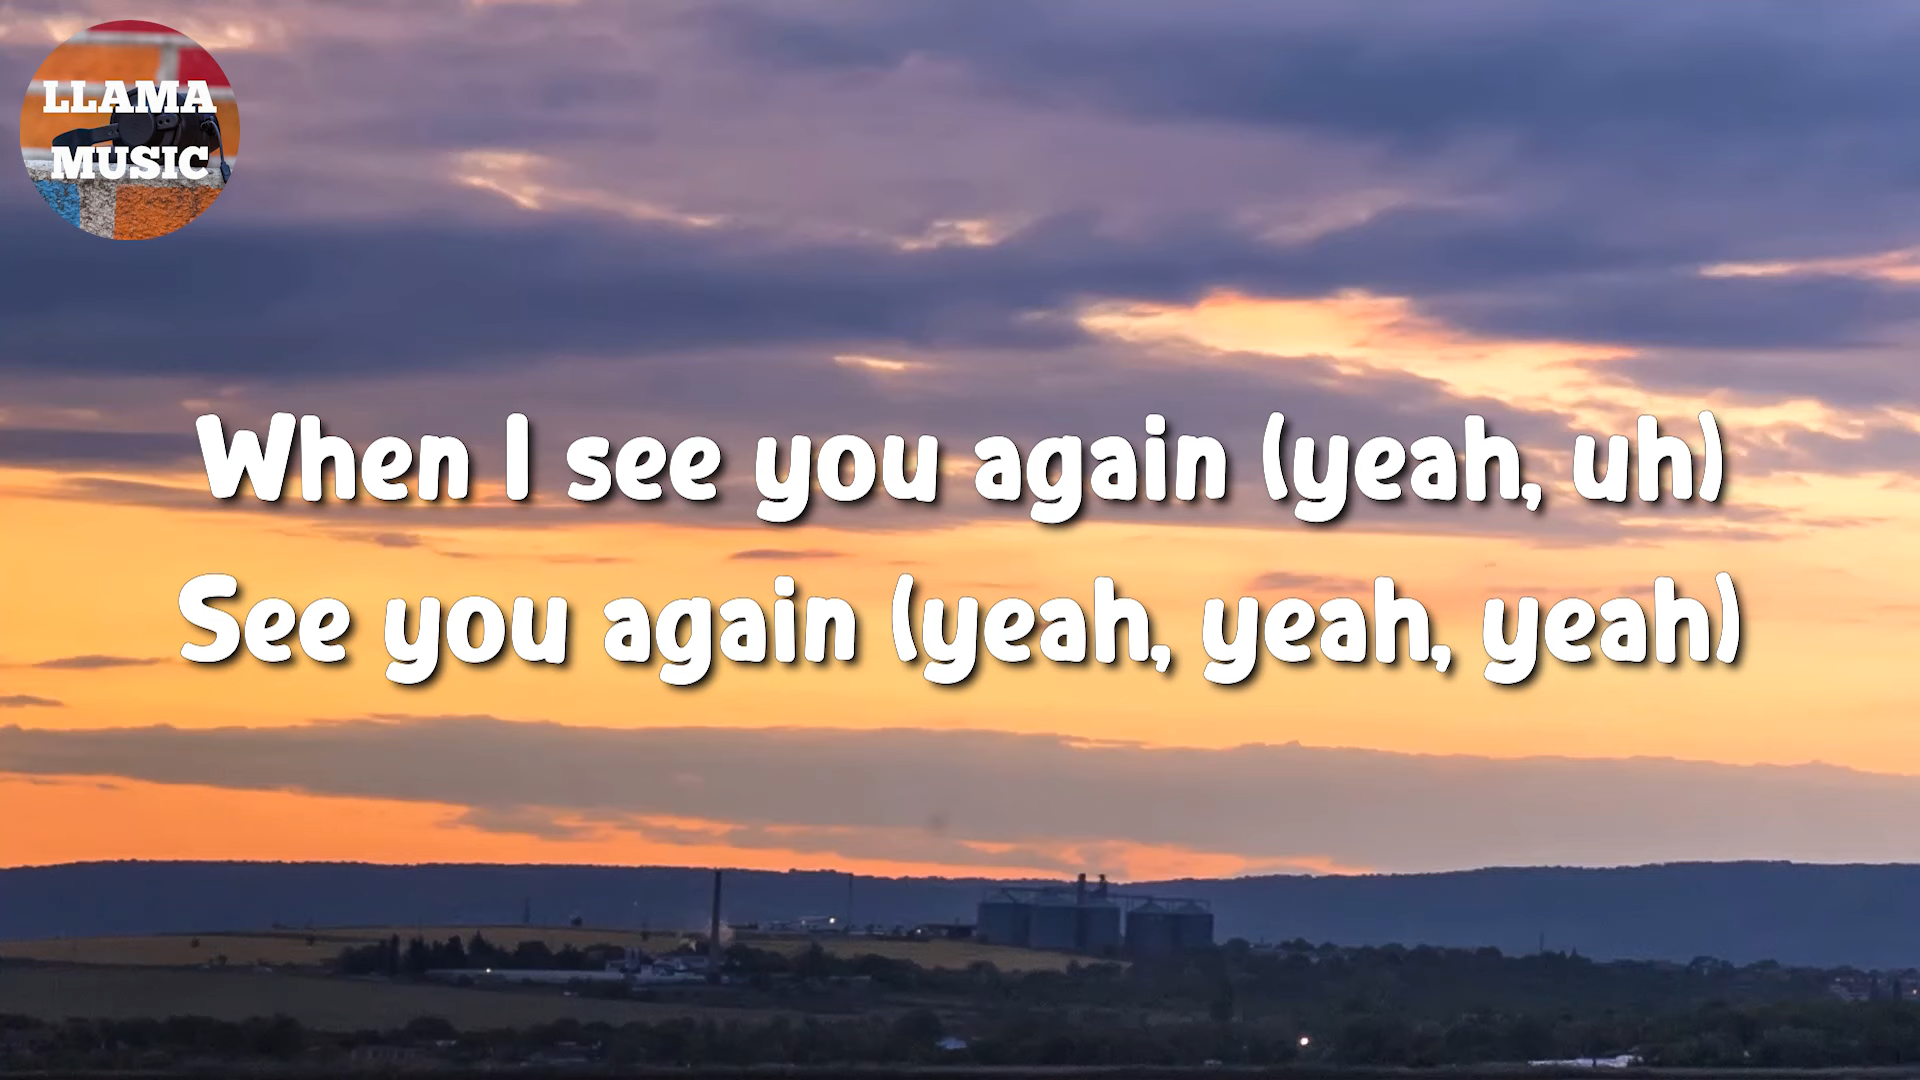 LLAMA
MUSIC
When I see you again (yeah, uh)
See you again (yeah, yeah, yeah)